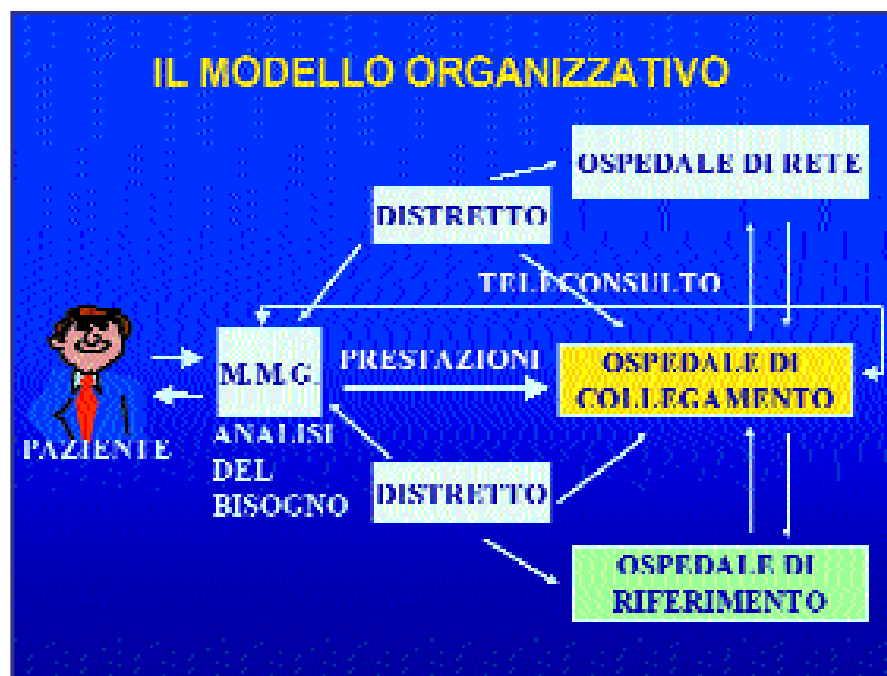 IL MODELLO ORGANIZZATIVO
OSPEDALE DI RETE
DISTRETTO
TELECONSULTO
M.M.G.
PRESTAZIONI
OSPEDALE DI
COLLEGAMENTO
PAZIENTE
ANALISI
DEL
BISOGNO
DISTRETTO
OSPEDALE DI
RIFERIMENTO